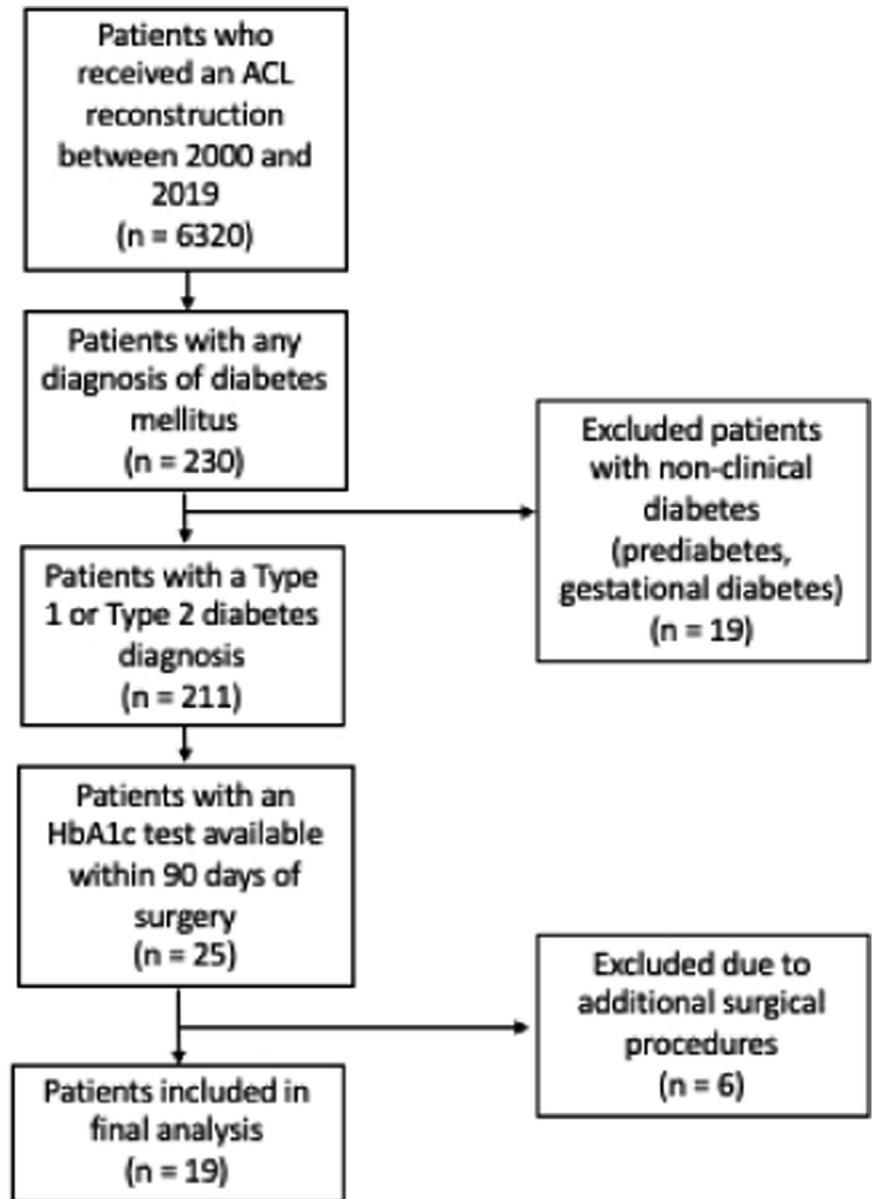 Patients who
received an ACL
reconstruction
between 2000 and
2019
(n = 6320)
Patients with any
diagnosis of diabetes
mellitus
(n = 230)
Excluded patients
with non-clinical
diabetes
(prediabetes,
gestational diabetes)
(n = 19)
Patients with a Type
1 or Type 2 diabetes
diagnosis
(n = 211)
Patients with an
HbA1c test available
within 90 days of
surgery
(n = 25)
Excluded due to
additional surgical
procedures
(n = 6)
Patients included in
final analysis
(n = 19)